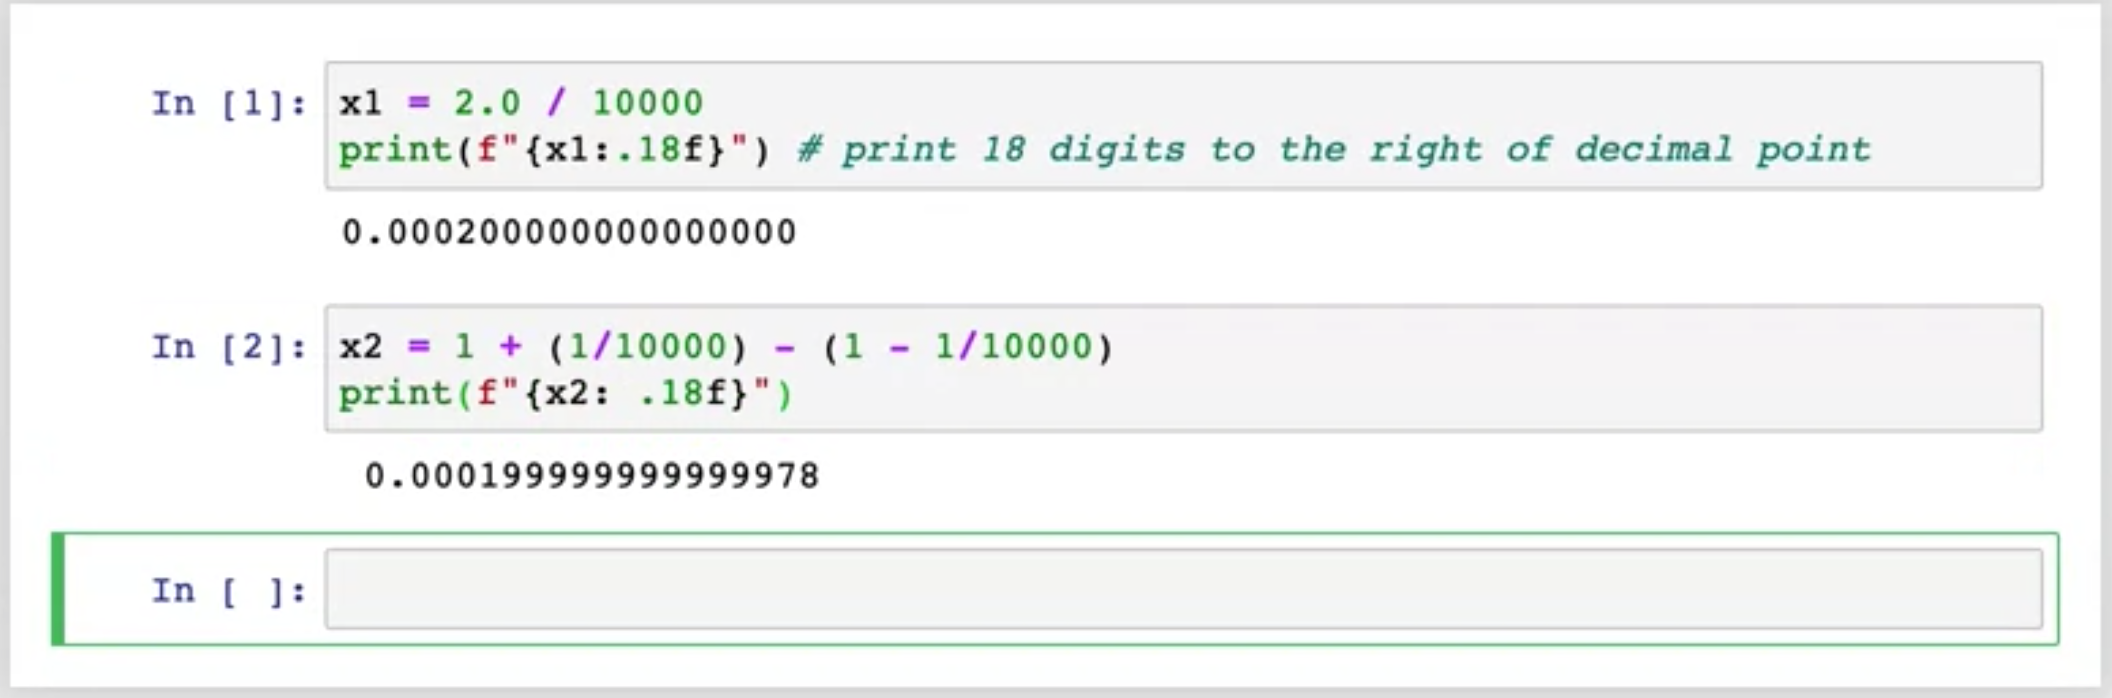 In [1]: x1 = 2.0 / 10000
print(f"{x1:.18f}") # print 18 digits to the right of decimal point
0.000200000000000000
In [2]: x2 = 1 + (1/10000) - (1 - 1/10000)
print(f"{x2: .18f}")
0.000199999999999978
In [ ]: